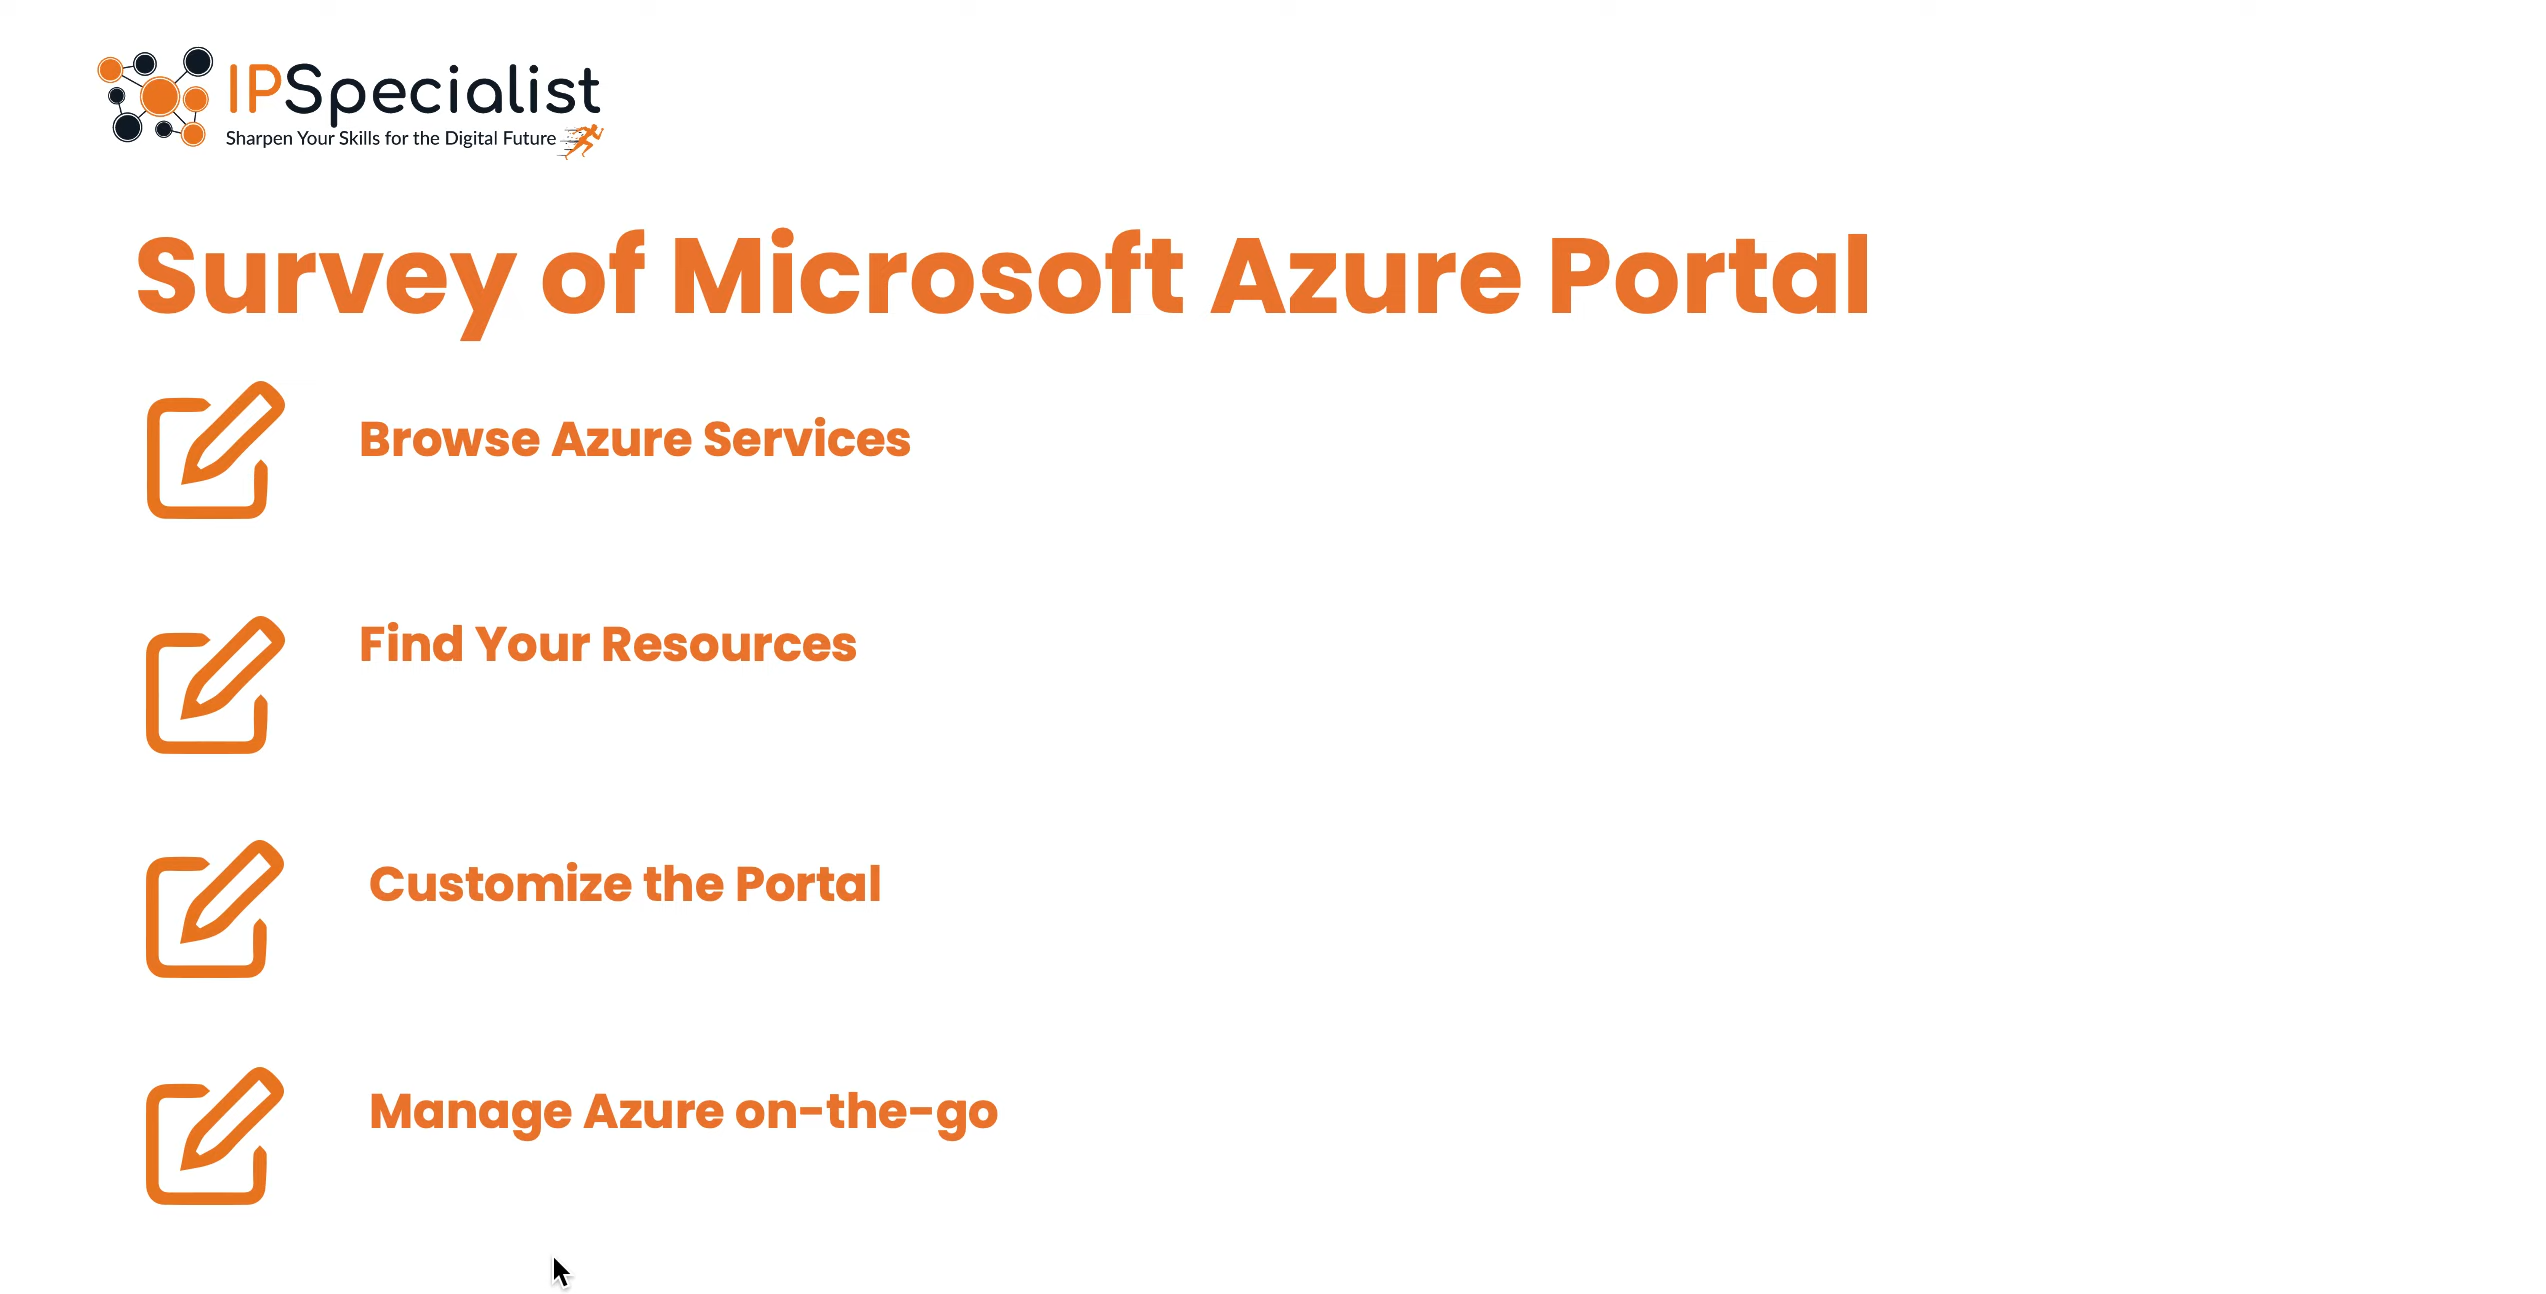 IPSpecialist
Sharpen Your Skills for the Digital Future
Survey of Microsoft Azure Portal
Browse Azure Services
Find Your Resources
Customize the Portal
Manage Azure on-the-go